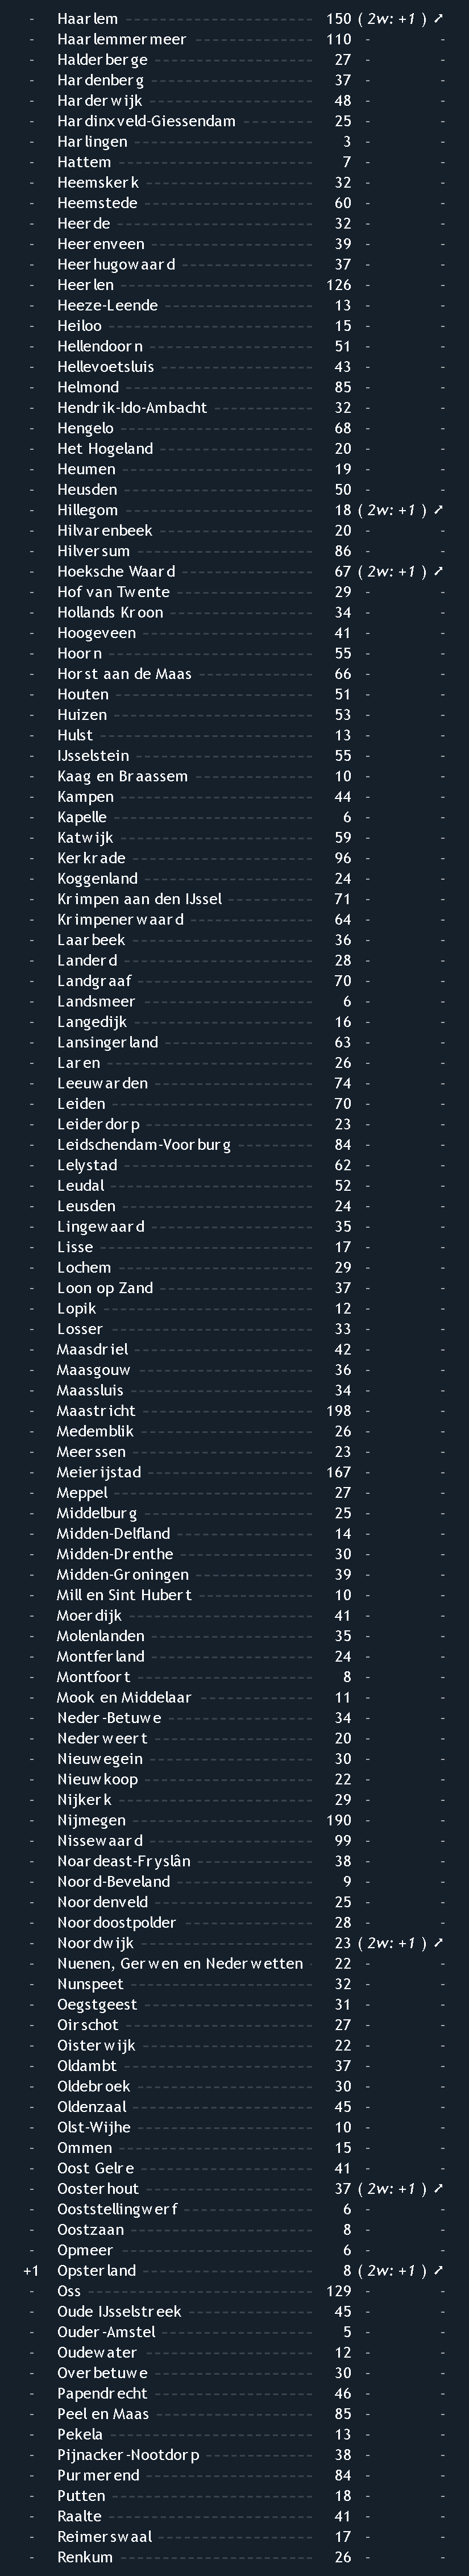 - Haarlem 150 ( 2w: +1 ) ➚
- Haarlemmermeer 110 - -
- Halderberge 27 - -
- Hardenberg 37 - -
- Harderwijk 48 - -
- Hardinxveld-Giessendam 25 - -
- Harlingen 3 - -
- Hattem 7 - -
- Heemskerk 32 - -
- Heemstede 60 - -
- Heerde 32 - -
- Heerenveen 39 - -
- Heerhugowaard 37 - -
- Heerlen 126 - -
- Heeze-Leende 13 - -
- Heiloo 15 - -
- Hellendoorn 51 - -
- Hellevoetsluis 43 - -
- Helmond 85 - -
- Hendrik-Ido-Ambacht 32 - -
- Hengelo 68 - -
- Het Hogeland 20 - -
- Heumen 19 - -
- Heusden 50 - -
- Hillegom 18 ( 2w: +1 ) ➚
- Hilvarenbeek 20 - -
- Hilversum 86 - -
- Hoeksche Waard 67 ( 2w: +1 ) ➚
- Hof van Twente 29 - -
- Hollands Kroon 34 - -
- Hoogeveen 41 - -
- Hoorn 55 - -
- Horst aan de Maas 66 - -
- Houten 51 - -
- Huizen 53 - -
- Hulst 13 - -
- IJsselstein 55 - -
- Kaag en Braassem 10 - -
- Kampen 44 - -
- Kapelle 6 - -
- Katwijk 59 - -
- Kerkrade 96 - -
- Koggenland 24 - -
- Krimpen aan den IJssel 71 - -
- Krimpenerwaard 64 - -
- Laarbeek 36 - -
- Landerd 28 - -
- Landgraaf 70 - -
- Landsmeer 6 - -
- Langedijk 16 - -
- Lansingerland 63 - -
- Laren 26 - -
- Leeuwarden 74 - -
- Leiden 70 - -
- Leiderdorp 23 - -
- Leidschendam-Voorburg 84 - -
- Lelystad 62 - -
- Leudal 52 - -
- Leusden 24 - -
- Lingewaard 35 - -
- Lisse 17 - -
- Lochem 29 - -
- Loon op Zand 37 - -
- Lopik 12 - -
- Losser 33 - -
- Maasdriel 42 - -
- Maasgouw 36 - -
- Maassluis 34 - -
- Maastricht 198 - -
- Medemblik 26 - -
- Meerssen 23 - -
- Meierijstad 167 - -
- Meppel 27 - -
- Middelburg 25 - -
- Midden-Delfland 14 - -
- Midden-Drenthe 30 - -
- Midden-Groningen 39 - -
- Mill en Sint Hubert 10 - -
- Moerdijk 41 - -
- Molenlanden 35 - -
- Montferland 24 - -
- Montfoort 8 - -
- Mook en Middelaar 11 - -
- Neder-Betuwe 34 - -
- Nederweert 20 - -
- Nieuwegein 30 - -
- Nieuwkoop 22 - -
- Nijkerk 29 - -
- Nijmegen 190 - -
- Nissewaard 99 - -
- Noardeast-Fryslân 38 - -
- Noord-Beveland 9 - -
- Noordenveld 25 - -
- Noordoostpolder 28 - -
- Noordwijk 23 ( 2w: +1 ) ➚
- Nuenen, Gerwen en Nederwetten 22 - -
- Nunspeet 32 - -
- Oegstgeest 31 - -
- Oirschot 27 - -
- Oisterwijk 22 - -
- Oldambt 37 - -
- Oldebroek 30 - -
- Oldenzaal 45 - -
- Olst-Wijhe 10 - -
- Ommen 15 - -
- Oost Gelre 41 - -
- Oosterhout 37 ( 2w: +1 ) ➚
- Ooststellingwerf 6 - -
- Oostzaan 8 - -
- Opmeer 6 - -
+1 Opsterland 8 ( 2w: +1 ) ➚
- Oss 129 - -
- Oude IJsselstreek 45 - -
- Ouder-Amstel 5 - -
- Oudewater 12 - -
- Overbetuwe 30 - -
- Papendrecht 46 - -
- Peel en Maas 85 - -
- Pekela 13 - -
- Pijnacker-Nootdorp 38 - -
- Purmerend 84 - -
- Putten 18 - -
- Raalte 41 - -
- Reimerswaal 17 - -
- Renkum 26 - -